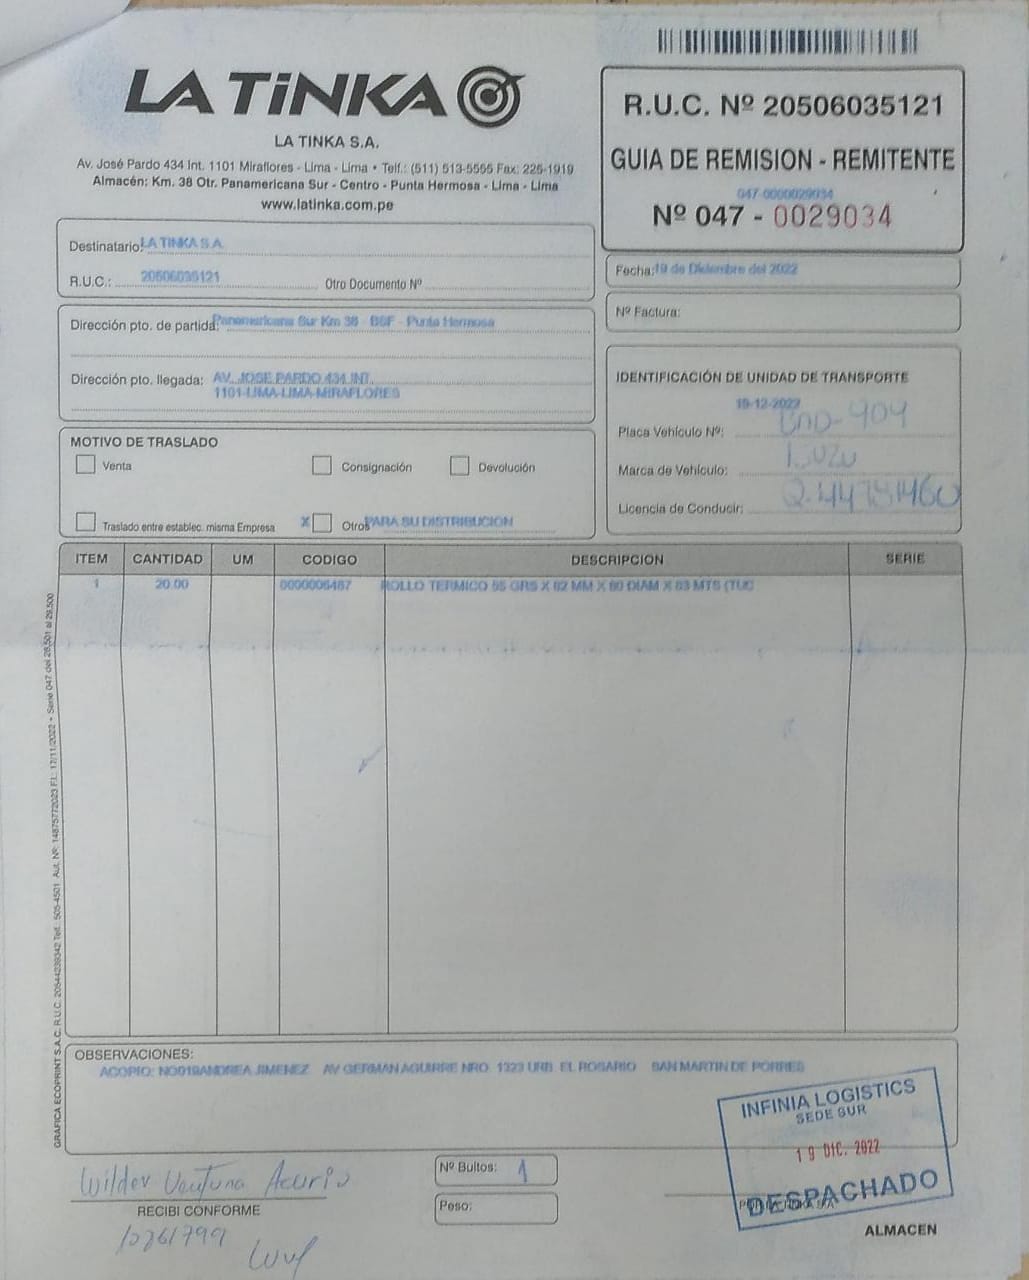 LA TiNKA
LA TINKA S.A.
Av. José Pardo 434 Int. 1101 Miraflores - Lima - Lima • Telf.: (511) 513-5555 Fax: 225-1919
Almacén: Km. 38 Otr. Panamericana Sur - Centro - Punta Hermosa - Lima - Lima
www.latinka.com.pe
R.U.C. Nº 20506035121
GUIA DE REMISION - REMITENTE
047-0000029034
Nº 047 - 0029034
Destinatario: LA TINKA S.A.
R.U.C.: 20506035121 Otro Documento Nº
Fecha: 19 de Diciembre del 2022
Nº Factura:
Dirección pto. de partida: Panamericana Sur Km 38 - BSF - Punta Hermosa
Dirección pto. llegada: AV. JOSE PARDO 434 INT.
1101-LIMA-LIMA-MIRAFLORES
IDENTIFICACIÓN DE UNIDAD DE TRANSPORTE
19-12-2022
Placa Vehículo Nº: -904
Marca de Vehículo: ISUZU
Licencia de Conducir: Q-44781460
MOTIVO DE TRASLADO
Venta Consignación Devolución
Traslado entre establec. misma Empresa X Otros PARA SU DISTRIBUCION
ITEM CANTIDAD UM CODIGO DESCRIPCION SERIE
1 20.00 0000006487 ROLLO TERMICO 55 GRS X 82 MM X 80 DIAM X 83 MTS (TUC
GRAFICA ECOPRINT S.A.C. R.U.C. 20544239342 Telf.: 505-4501 Aut. Nº: 14875772023 F.I.: 17/11/2022 • Serie 047 del 28,501 al 29,500
OBSERVACIONES:
ACOPIO: NO019ANDREA JIMENEZ AV GERMAN AGUIRRE NRO. 1323 URB. EL ROSARIO SAN MARTIN DE PORRES
INFINIA LOGISTICS
SEDE SUR
19 DIC. 2022
DESPACHADO
Wilder Ventura Acurio
RECIBI CONFORME
10261799
Nº Bultos: 1
Peso:
ALMACEN